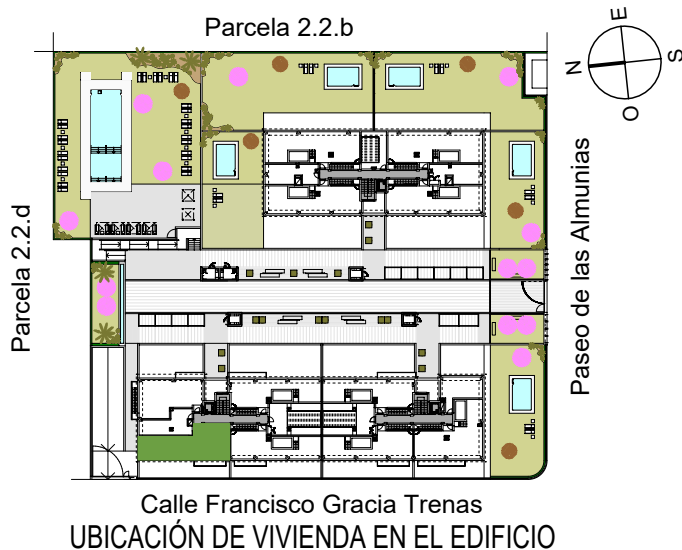 Parcela 2.2.b
E
N
S
O
Parcela 2.2.d
Paseo de las Almunias
Calle Francisco Gracia Trenas
UBICACIÓN DE VIVIENDA EN EL EDIFICIO